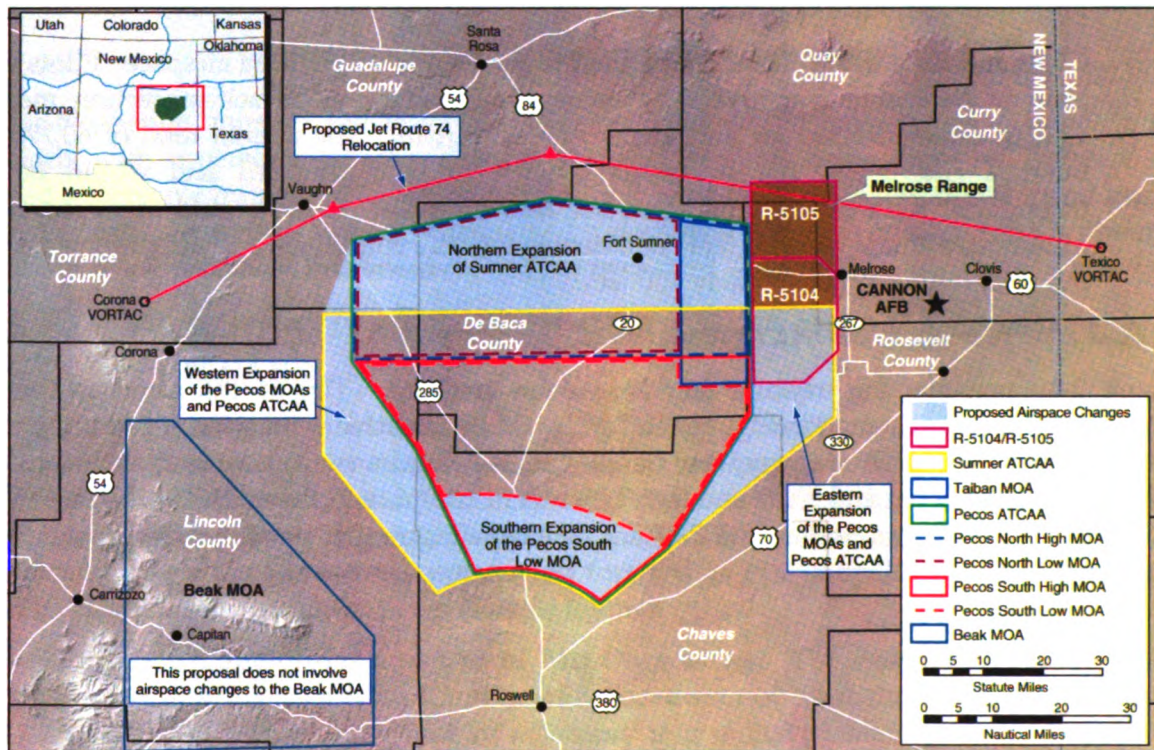 Utah
Colorado
Kansas
New Mexico
Oklahoma
Arizona
Texas
Mexico
Santa
Rosa
Guadalupe
County
54
84
Quay
County
NEW MEXICO
TEXAS
Curry
County
Proposed Jet Route 74
Relocation
Vaughn
Melrose Range
R-5105
Northern Expansion
of Sumner ATCAA
Fort Sumner
Torrance
County
Corona
VORTAC
Texico
VORTAC
Melrose
Clovis
60
CANNON
AFB
R-5104
De Baca
County
20
267
Roosevelt
County
Corona
Western Expansion
of the Pecos MOAs
and Pecos ATCAA
285
330
54
Lincoln
County
Southern Expansion
of the Pecos South
Low MOA
Eastern
Expansion
of the Pecos
MOAs and
Pecos ATCAA
70
Beak MOA
Carrizozo
Capitan
This proposal does not involve
airspace changes to the Beak MOA
Chaves
County
Roswell
380
Proposed Airspace Changes
R-5104/R-5105
Sumner ATCAA
Taiban MOA
Pecos ATCAA
Pecos North High MOA
Pecos North Low MOA
Pecos South High MOA
Pecos South Low MOA
Beak MOA
0 5 10 20 30
Statute Miles
0 5 10 20 30
Nautical Miles